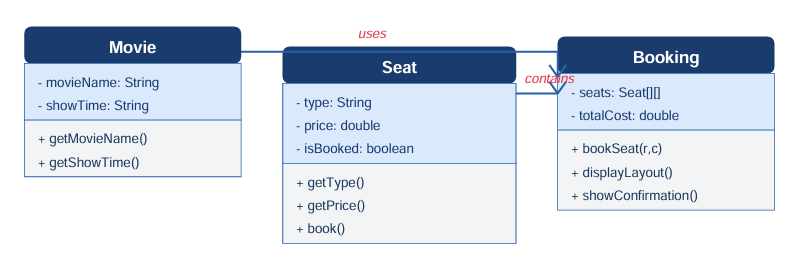 Movie
- movieName: String
- showTime: String
+ getMovieName()
+ getShowTime()
uses
Seat
- type: String
- price: double
- isBooked: boolean
+ getType()
+ getPrice()
+ book()
contains
Booking
- seats: Seat[][]
- totalCost: double
+ bookSeat(r,c)
+ displayLayout()
+ showConfirmation()